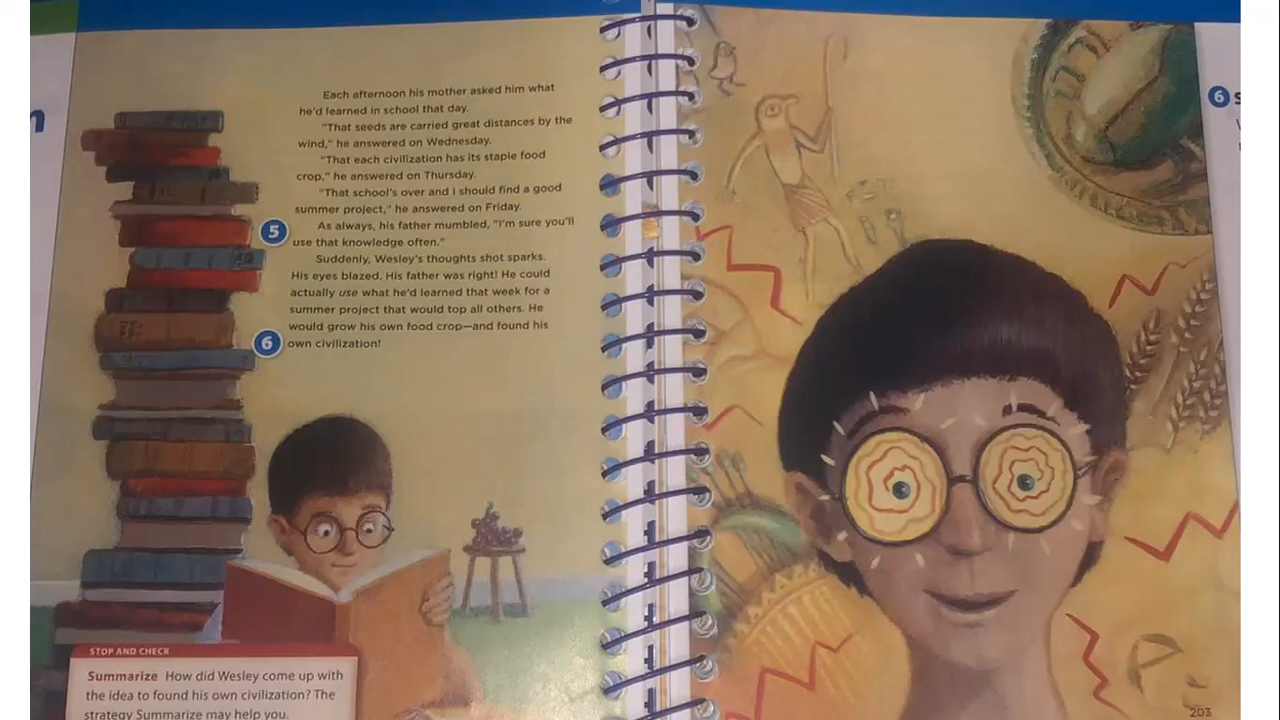 Each afternoon his mother asked him what
he'd learned in school that day.
"That seeds are carried great distances by the
wind," he answered on Wednesday.
"That each civilization has its staple food
crop," he answered on Thursday.
"That school's over and I should find a good
summer project," he answered on Friday.
5 As always, his father mumbled, "I'm sure you'll
use that knowledge often."
Suddenly, Wesley's thoughts shot sparks.
His eyes blazed. His father was right! He could
actually use what he'd learned that week for a
summer project that would top all others. He
would grow his own food crop—and found his
6 own civilization!
STOP AND CHECK
Summarize How did Wesley come up with
the idea to found his own civilization? The
strategy Summarize may help you.
6
203